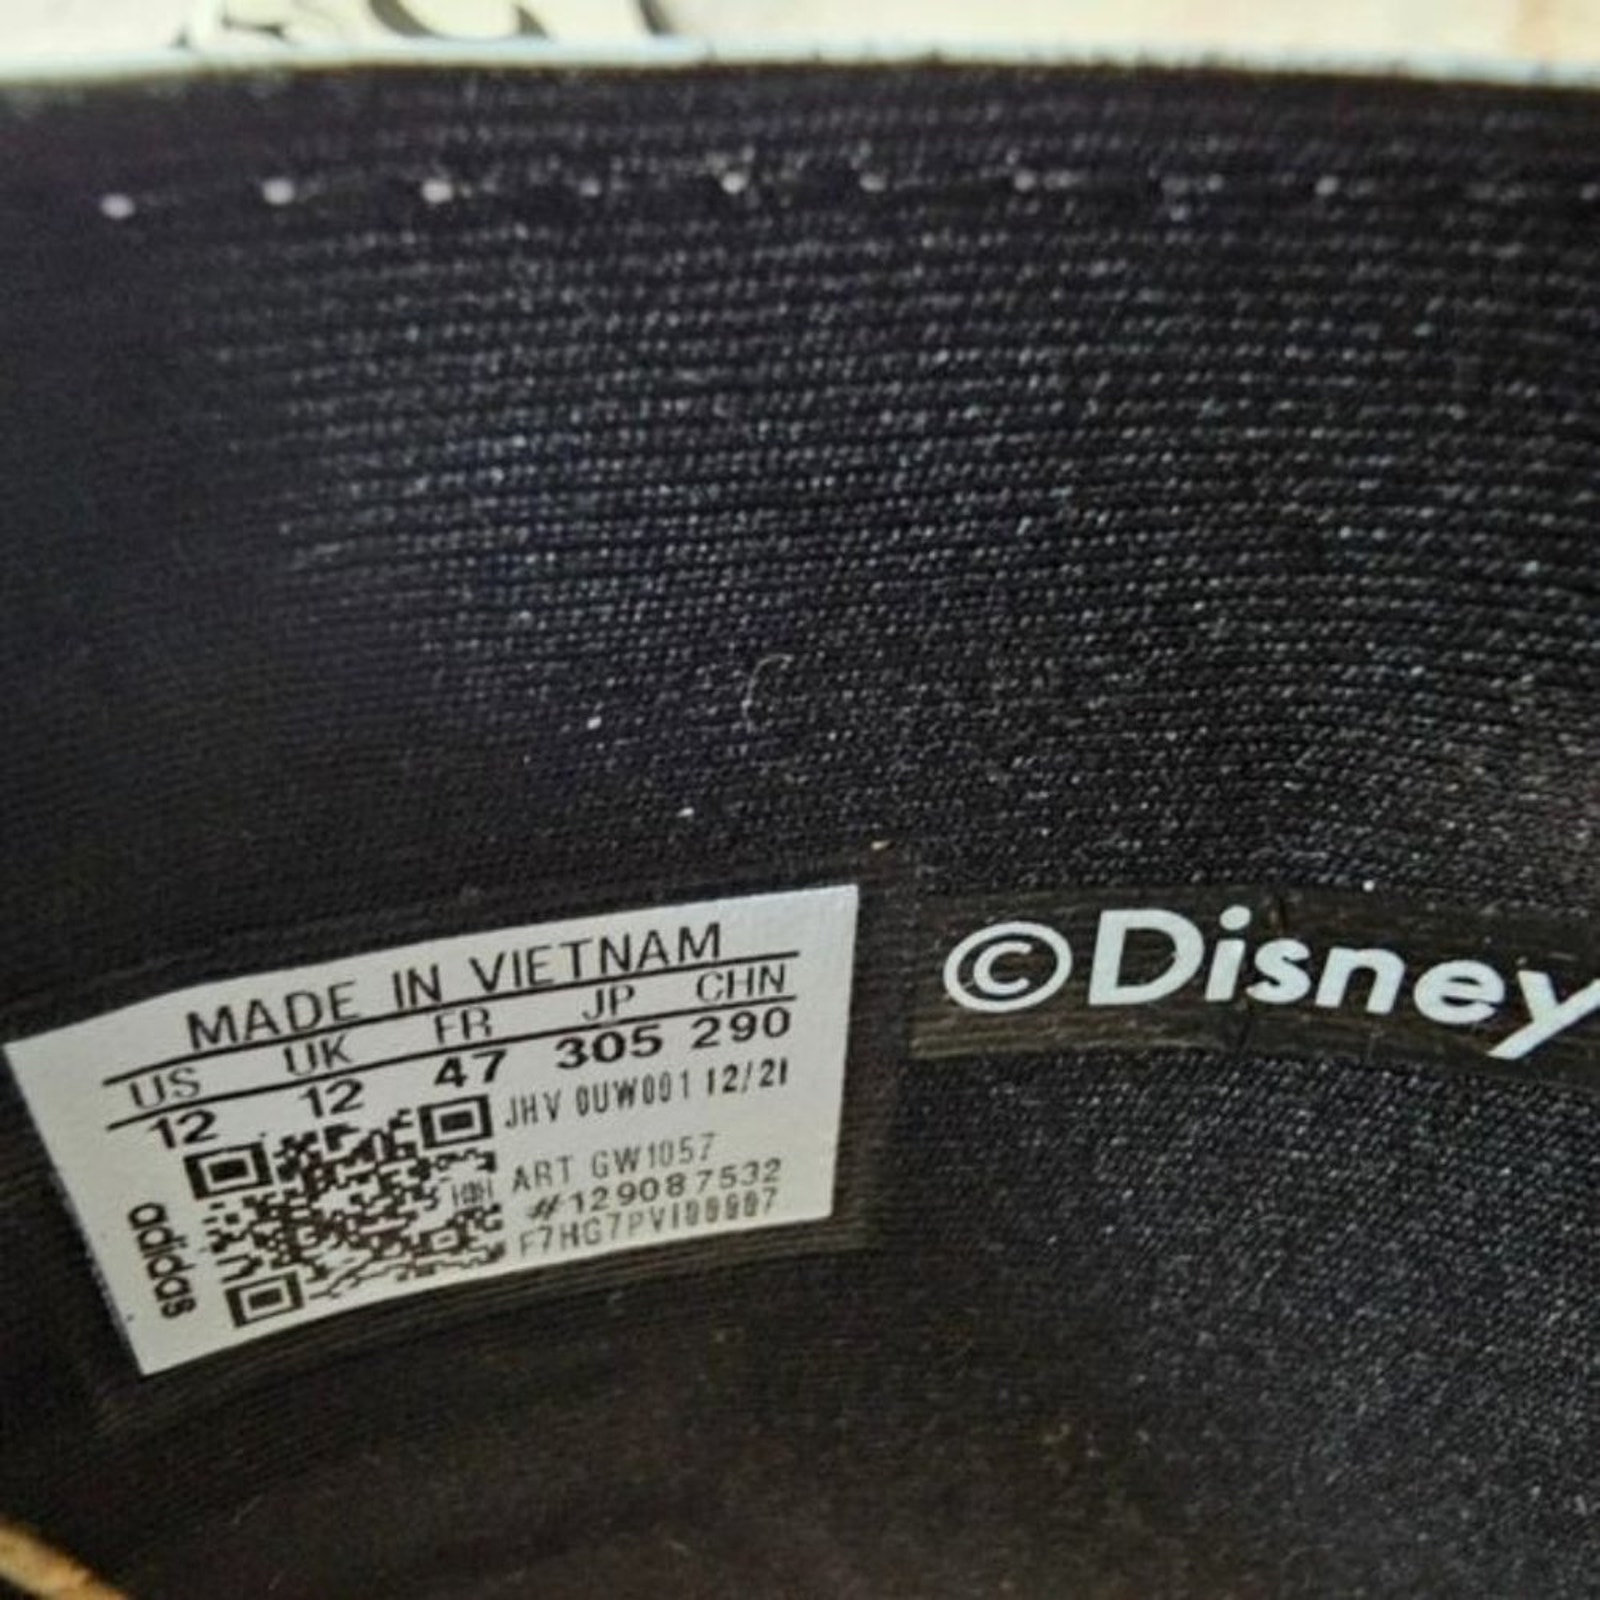 MADE IN VIETNAM
US UK FR JP CHN
12 12 47 305 290
JHV 0UW001 12/21
ART GW1057
#129087532
adidas
©Disney